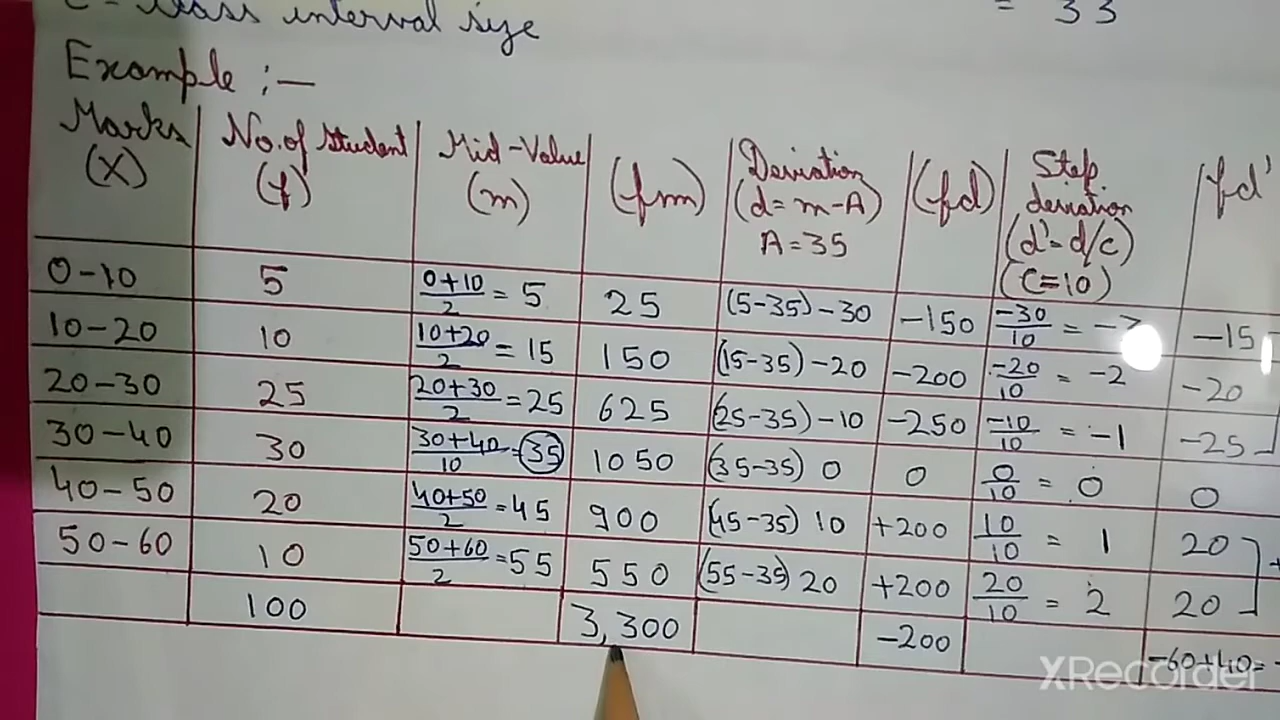 C - Class interval size
= 33
Example :—
Marks (X) No. of Student (f) Mid-Value (m) (fm) Deviation (d=m-A) A=35 (fd) Step deviation (d'=d/c) (C=10) fd'
0-10 5 0+10/2 = 5 25 (5-35) -30 -150 -30/10 = - -15
10-20 10 10+20/2 = 15 150 (15-35) -20 -200 -20/10 = -2 -20
20-30 25 20+30/2 = 25 625 (25-35) -10 -250 -10/10 = -1 -25
30-40 30 30+40/10 = 35 1050 (35-35) 0 0 0/10 = 0 0
40-50 20 40+50/2 = 45 900 (45-35) 10 +200 10/10 = 1 20
50-60 10 50+60/2 = 55 550 (55-35) 20 +200 20/10 = 2 20
100 3,300 -200 -60+40= -
XRecorder